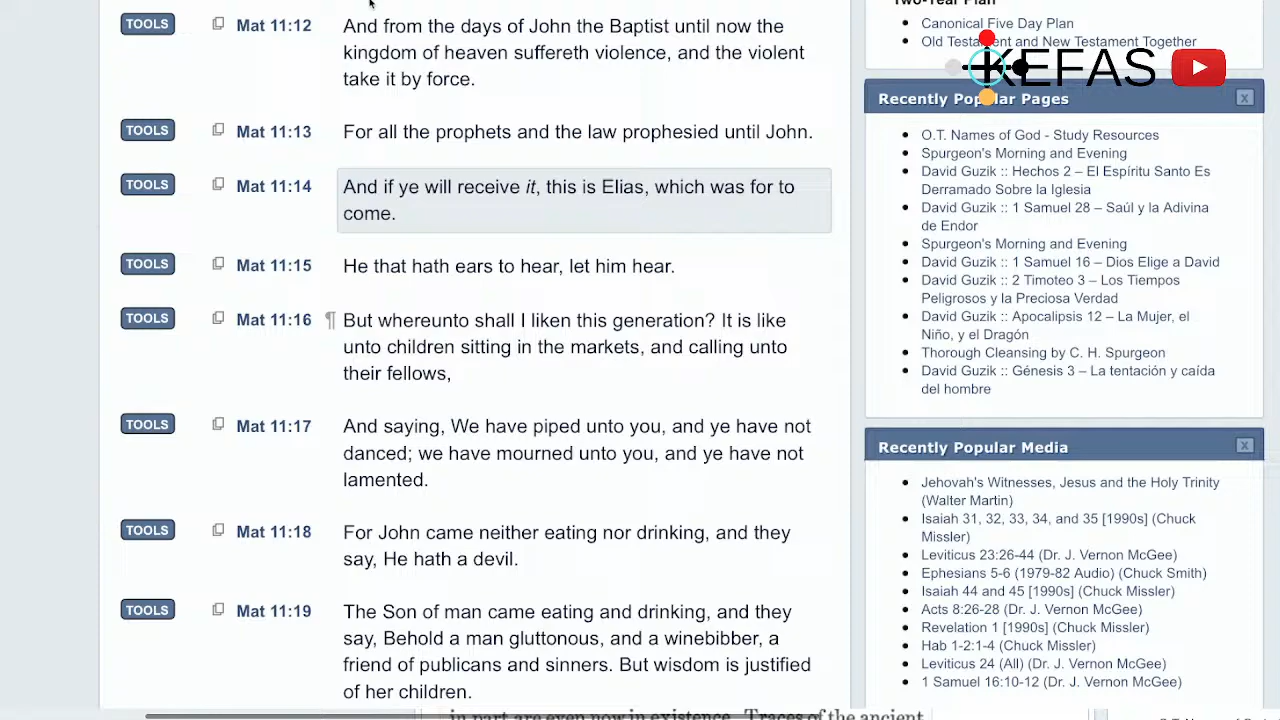 TOOLS Mat 11:12 And from the days of John the Baptist until now the
kingdom of heaven suffereth violence, and the violent
take it by force.
TOOLS Mat 11:13 For all the prophets and the law prophesied until John.
TOOLS Mat 11:14 And if ye will receive it, this is Elias, which was for to
come.
TOOLS Mat 11:15 He that hath ears to hear, let him hear.
TOOLS Mat 11:16 ¶ But whereunto shall I liken this generation? It is like
unto children sitting in the markets, and calling unto
their fellows,
TOOLS Mat 11:17 And saying, We have piped unto you, and ye have not
danced; we have mourned unto you, and ye have not
lamented.
TOOLS Mat 11:18 For John came neither eating nor drinking, and they
say, He hath a devil.
TOOLS Mat 11:19 The Son of man came eating and drinking, and they
say, Behold a man gluttonous, and a winebibber, a
friend of publicans and sinners. But wisdom is justified
of her children.
in part are even now in existence. Traces of the ancient
Two-Year Plan
Canonical Five Day Plan
Old Testament and New Testament Together
KEFAS
Recently Popular Pages
O.T. Names of God - Study Resources
Spurgeon's Morning and Evening
David Guzik :: Hechos 2 – El Espíritu Santo Es
Derramado Sobre la Iglesia
David Guzik :: 1 Samuel 28 – Saúl y la Adivina
de Endor
Spurgeon's Morning and Evening
David Guzik :: 1 Samuel 16 – Dios Elige a David
David Guzik :: 2 Timoteo 3 – Los Tiempos
Peligrosos y la Preciosa Verdad
David Guzik :: Apocalipsis 12 – La Mujer, el
Niño, y el Dragón
Thorough Cleansing by C. H. Spurgeon
David Guzik :: Génesis 3 – La tentación y caída
del hombre
Recently Popular Media
Jehovah's Witnesses, Jesus and the Holy Trinity
(Walter Martin)
Isaiah 31, 32, 33, 34, and 35 [1990s] (Chuck
Missler)
Leviticus 23:26-44 (Dr. J. Vernon McGee)
Ephesians 5-6 (1979-82 Audio) (Chuck Smith)
Isaiah 44 and 45 [1990s] (Chuck Missler)
Acts 8:26-28 (Dr. J. Vernon McGee)
Revelation 1 [1990s] (Chuck Missler)
Hab 1-2:1-4 (Chuck Missler)
Leviticus 24 (All) (Dr. J. Vernon McGee)
1 Samuel 16:10-12 (Dr. J. Vernon McGee)